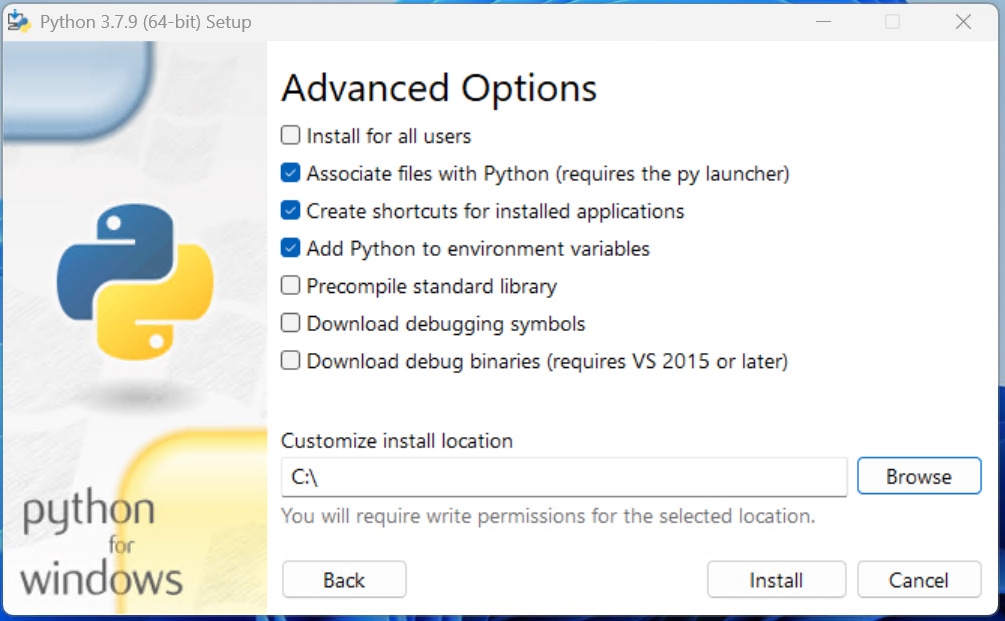 Python 3.7.9 (64-bit) Setup
Advanced Options
Install for all users
Associate files with Python (requires the py launcher)
Create shortcuts for installed applications
Add Python to environment variables
Precompile standard library
Download debugging symbols
Download debug binaries (requires VS 2015 or later)
Customize install location
C:\
Browse
You will require write permissions for the selected location.
python
for
windows
Back
Install
Cancel